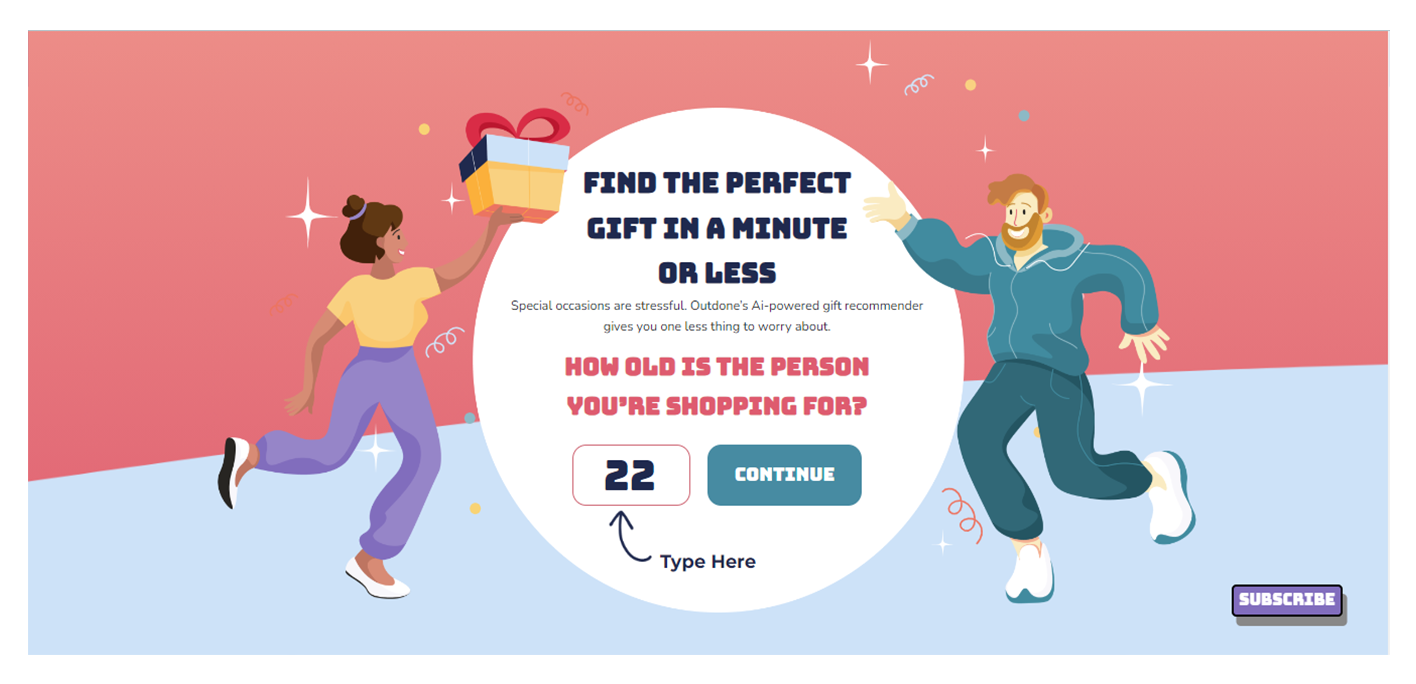 FIND THE PERFECT
GIFT IN A MINUTE
OR LESS
Special occasions are stressful. Outdone's Ai-powered gift recommender
gives you one less thing to worry about.
HOW OLD IS THE PERSON
YOU'RE SHOPPING FOR?
22
CONTINUE
Type Here
SUBSCRIBE